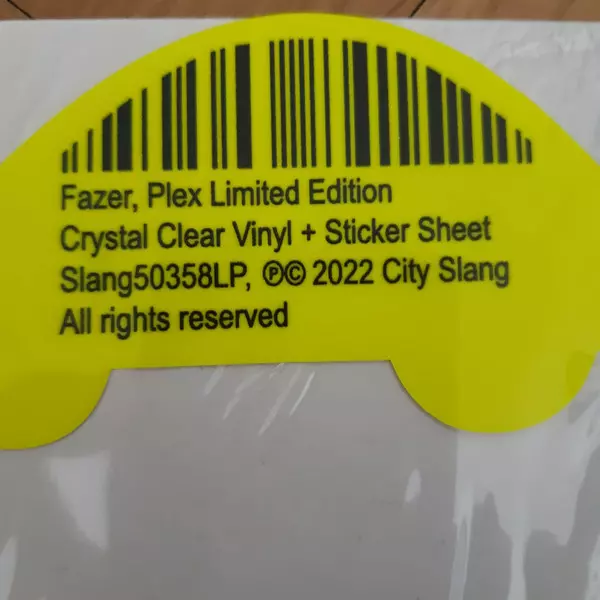 Fazer, Plex Limited Edition
Crystal Clear Vinyl + Sticker Sheet
Slang50358LP, ℗© 2022 City Slang
All rights reserved